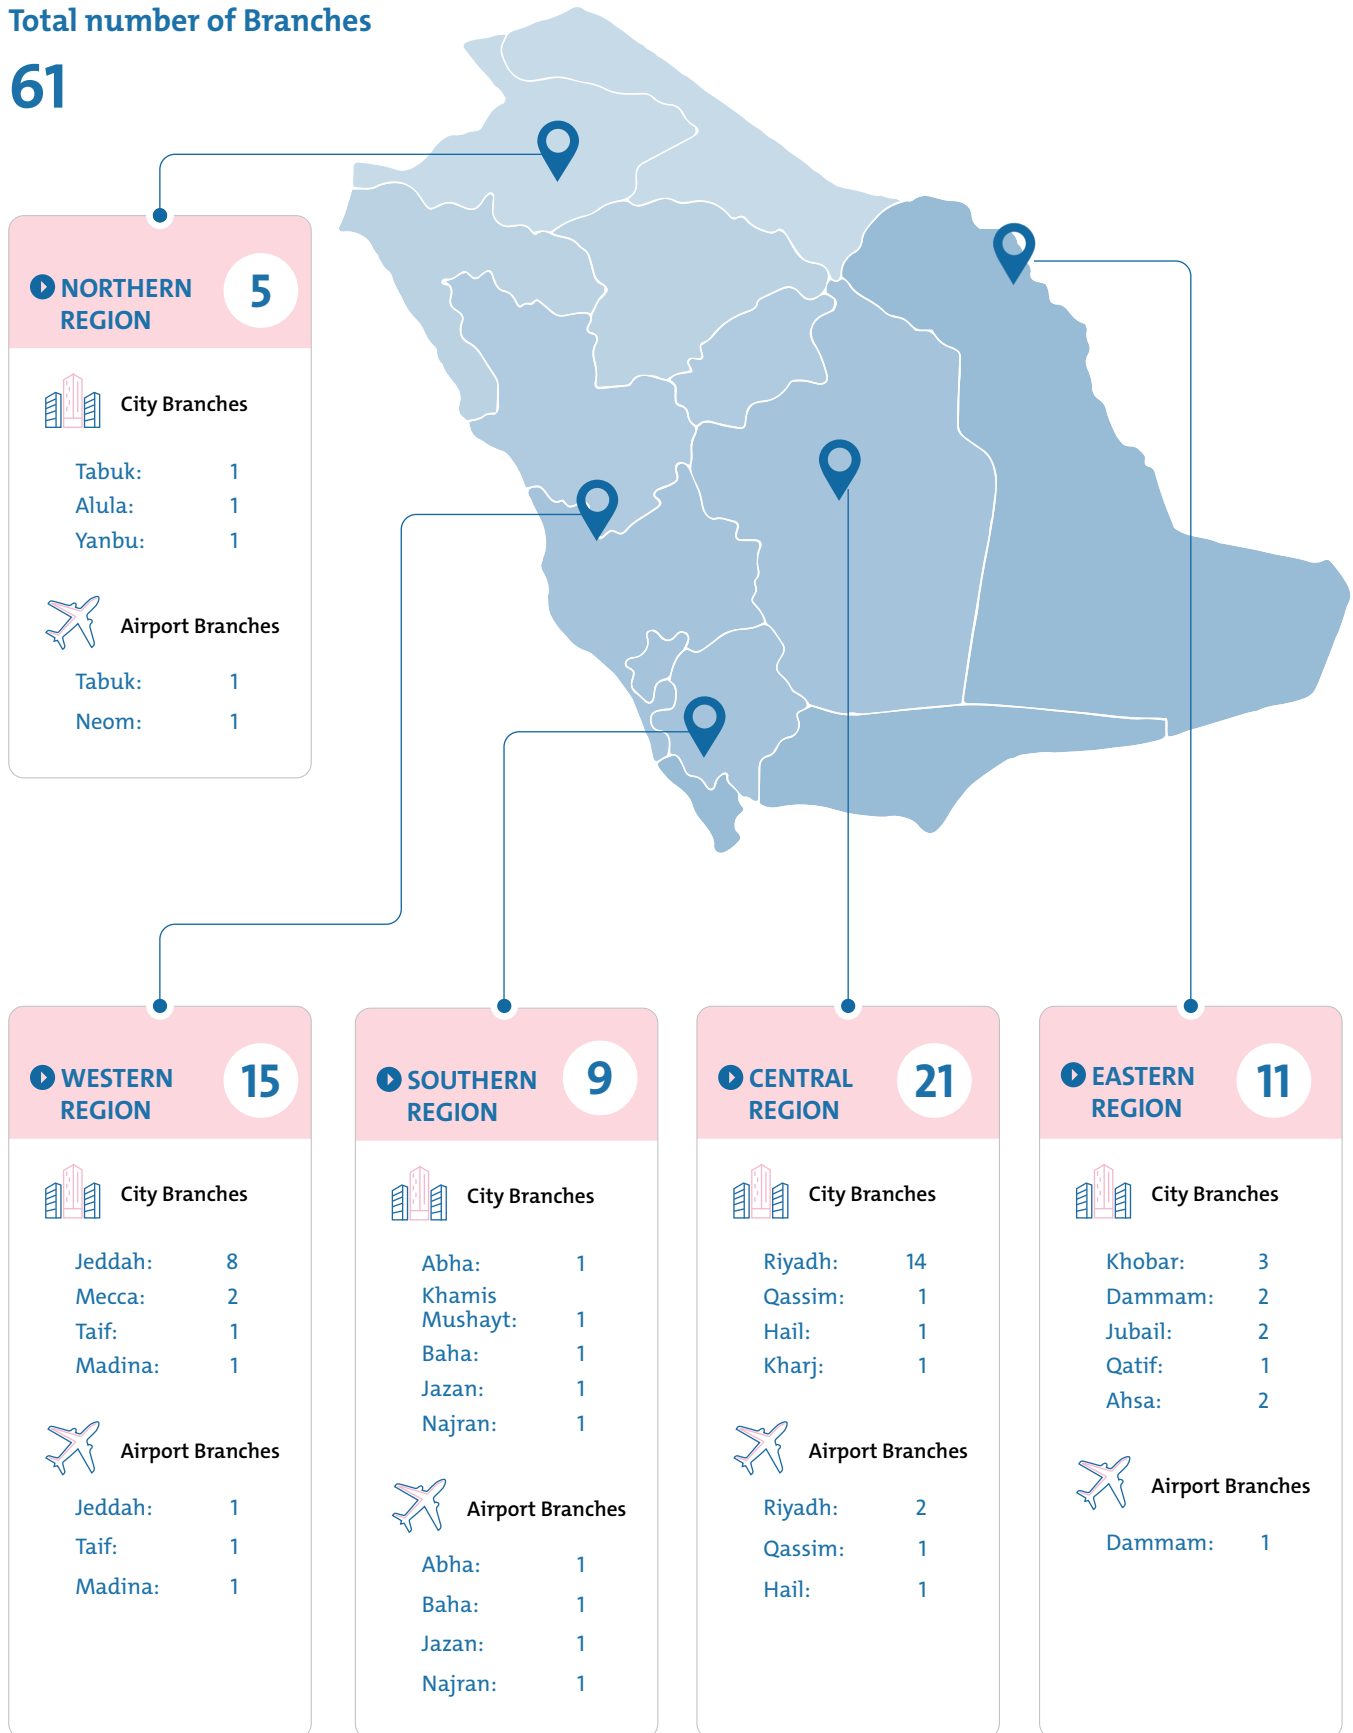 Total number of Branches
61
NORTHERN
REGION
5
City Branches
Tabuk: 1
Alula: 1
Yanbu: 1
Airport Branches
Tabuk: 1
Neom: 1
WESTERN
REGION
15
City Branches
Jeddah: 8
Mecca: 2
Taif: 1
Madina: 1
Airport Branches
Jeddah: 1
Taif: 1
Madina: 1
SOUTHERN
REGION
9
City Branches
Abha: 1
Khamis
Mushayt: 1
Baha: 1
Jazan: 1
Najran: 1
Airport Branches
Abha: 1
Baha: 1
Jazan: 1
Najran: 1
CENTRAL
REGION
21
City Branches
Riyadh: 14
Qassim: 1
Hail: 1
Kharj: 1
Airport Branches
Riyadh: 2
Qassim: 1
Hail: 1
EASTERN
REGION
11
City Branches
Khobar: 3
Dammam: 2
Jubail: 2
Qatif: 1
Ahsa: 2
Airport Branches
Dammam: 1